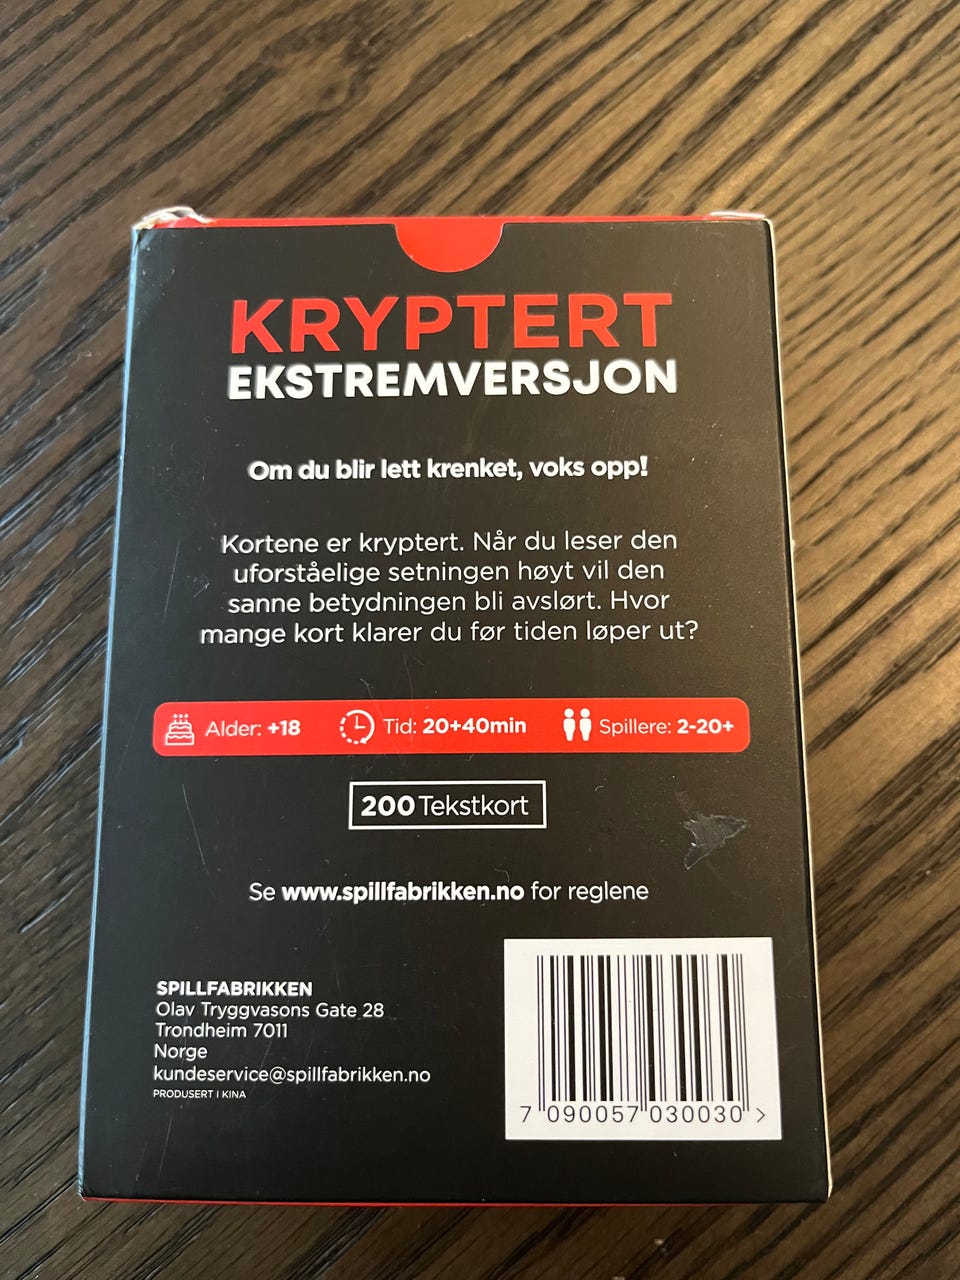 KRYPTERT
EKSTREMVERSJON
Om du blir lett krenket, voks opp!
Kortene er kryptert. Når du leser den
uforståelige setningen høyt vil den
sanne betydningen bli avslørt. Hvor
mange kort klarer du før tiden løper ut?
Alder: +18 Tid: 20+40min Spillere: 2-20+
200 Tekstkort
Se www.spillfabrikken.no for reglene
SPILLFABRIKKEN
Olav Tryggvasons Gate 28
Trondheim 7011
Norge
kundeservice@spillfabrikken.no
PRODUSERT I KINA
7 090057 030030 >